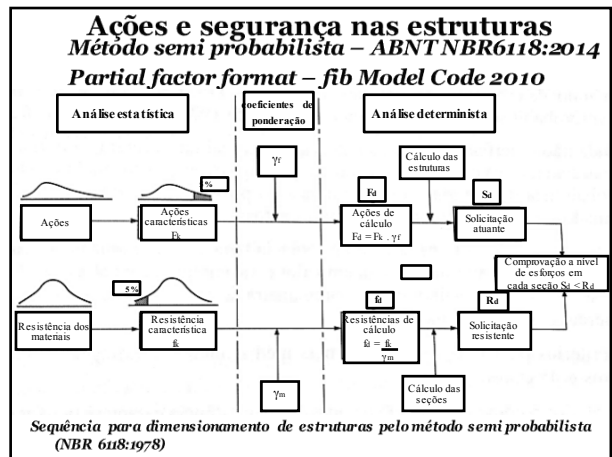 Ações e segurança nas estruturas
Método semi probabilista – ABNT NBR6118:2014
Partial factor format – fib Model Code 2010
Análise estatística
coeficientes de
ponderação
Análise determinista
%
γf
Cálculo das
estruturas
Fd
Sd
Ações
Ações
características
Fk
Ações de
cálculo
Fd = Fk . γf
Solicitação
atuante
Comprovação a nível
de esforços em
cada seção Sd < Rd
5%
fd
Rd
Resistência dos
materiais
Resistência
característica
fk
Resistências de
cálculo
fd = fk
γm
Solicitação
resistente
γm
Cálculo das
seções
Sequência para dimensionamento de estruturas pelo método semi probabilista
(NBR 6118:1978)